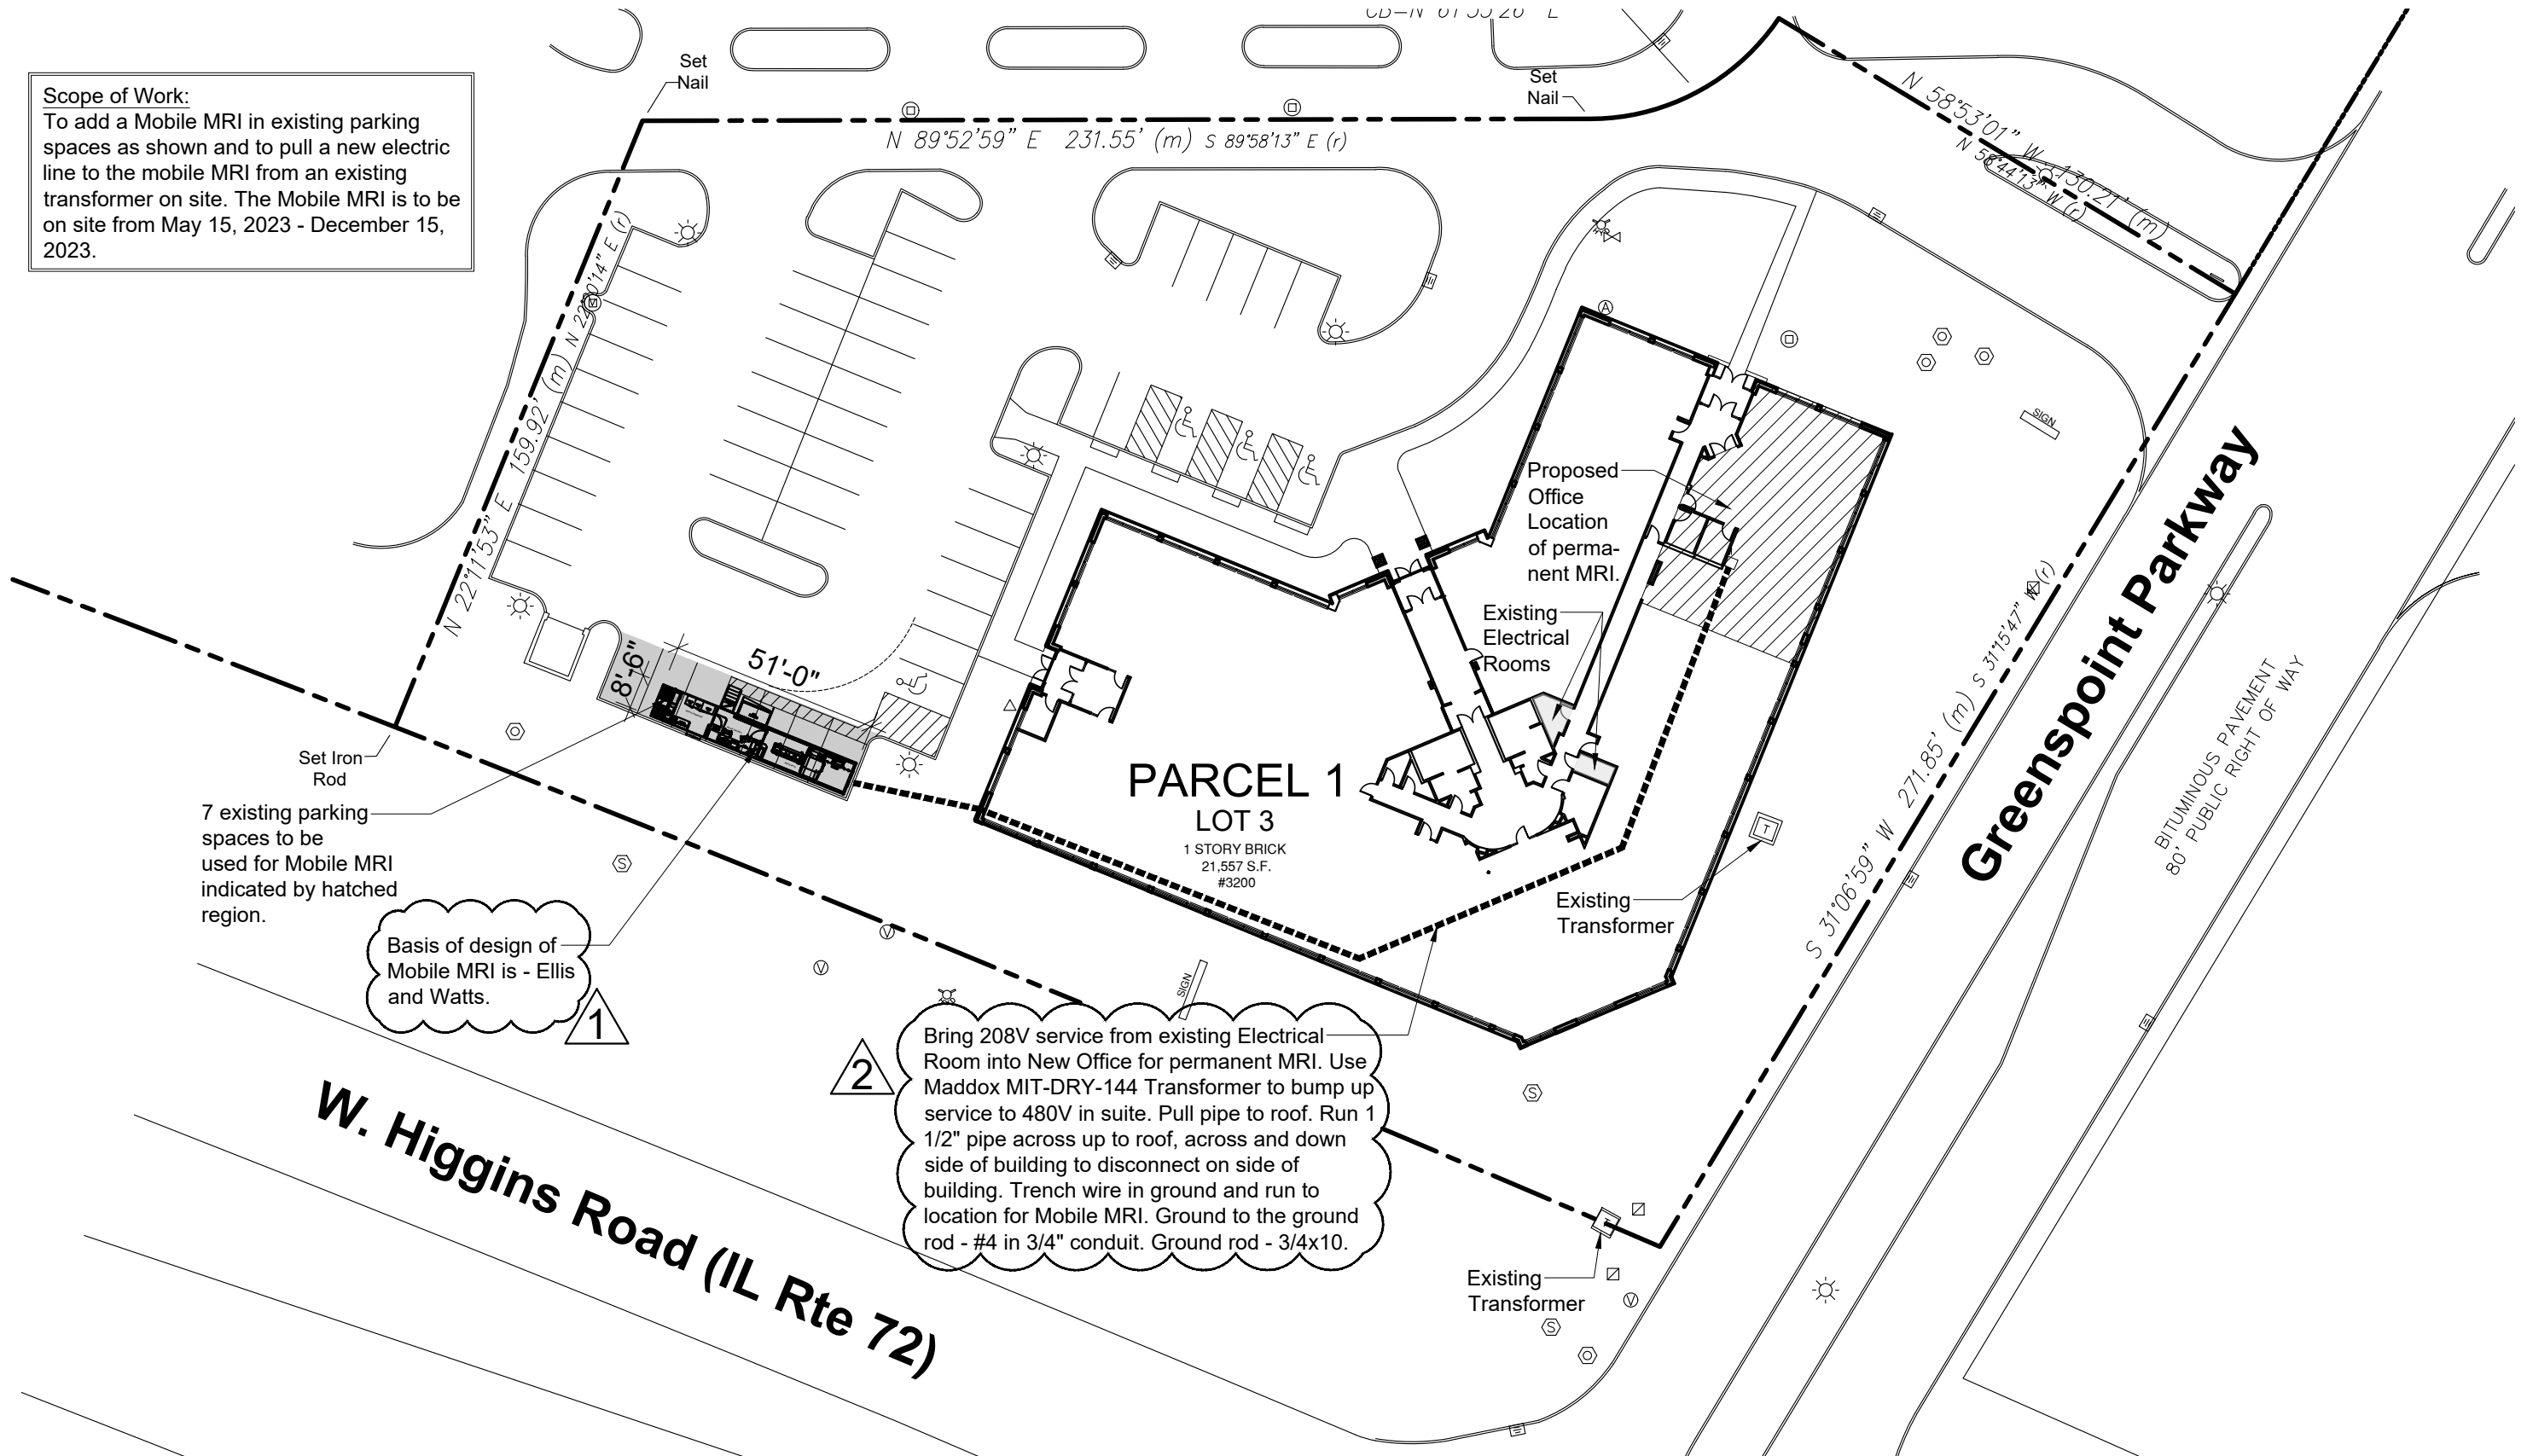 CB=N 61°55'26" E
Scope of Work:
To add a Mobile MRI in existing parking
spaces as shown and to pull a new electric
line to the mobile MRI from an existing
transformer on site. The Mobile MRI is to be
on site from May 15, 2023 - December 15,
2023.
Set
Nail
Set
Nail
N 89°52'59" E 231.55' (m) S 89°58'13" E (r)
N 58°53'01" W 130.21' (m)
N 58°44'13" W (r)
N 22°11'53" E 159.92' (m)
E (r)
A
SIGN
Proposed
Office
Location
of perma-
nent MRI.
Existing
Electrical
Rooms
Greenspoint Parkway
S 31°06'59" W 271.85' (m) S 31°15'47" W (r)
BITUMINOUS PAVEMENT
80' PUBLIC RIGHT OF WAY
51'-0"
8'-6"
Set Iron
Rod
7 existing parking
spaces to be
used for Mobile MRI
indicated by hatched
region.
PARCEL 1
LOT 3
1 STORY BRICK
21,557 S.F.
#3200
T
Existing
Transformer
S
V
V
Basis of design of
Mobile MRI is - Ellis
and Watts.
1
SIGN
2
Bring 208V service from existing Electrical
Room into New Office for permanent MRI. Use
Maddox MIT-DRY-144 Transformer to bump up
service to 480V in suite. Pull pipe to roof. Run 1
1/2" pipe across up to roof, across and down
side of building to disconnect on side of
building. Trench wire in ground and run to
location for Mobile MRI. Ground to the ground
rod - #4 in 3/4" conduit. Ground rod - 3/4x10.
S
W. Higgins Road (IL Rte 72)
T
Existing
Transformer
V
S